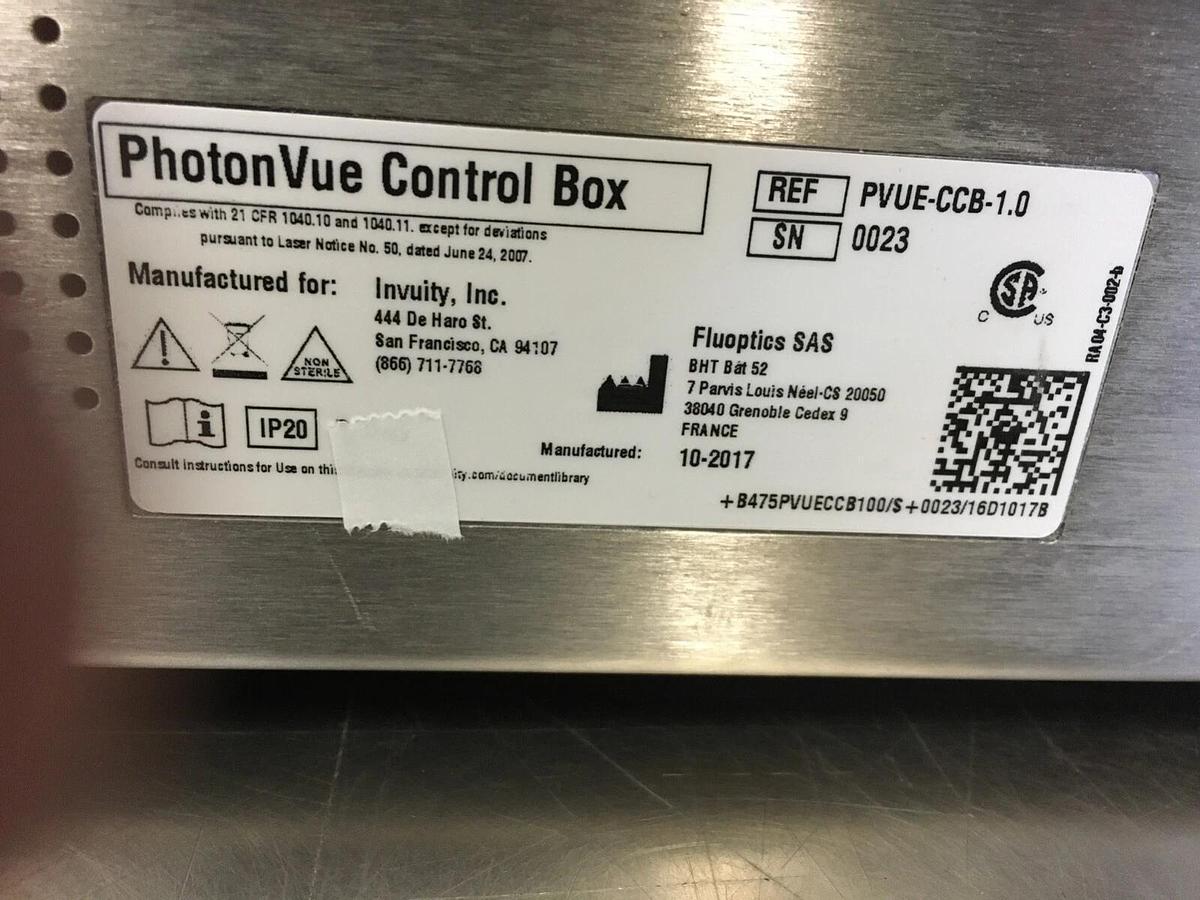 PhotonVue Control Box
Complies with 21 CFR 1040.10 and 1040.11. except for deviations
pursuant to Laser Notice No. 50, dated June 24, 2007.
REF PVUE-CCB-1.0
SN 0023
Manufactured for:
Invuity, Inc.
444 De Haro St.
San Francisco, CA 94107
(866) 711-7768
NON
STERILE
IP20
Consult instructions for Use on
ity.com/documentlibrary
Fluoptics SAS
BHT Bât 52
7 Parvis Louis Néel-CS 20050
38040 Grenoble Cedex 9
FRANCE
Manufactured: 10-2017
SA
C US
RA04-C3-002-b
+B475PVUECCB100/S+0023/16D1017B